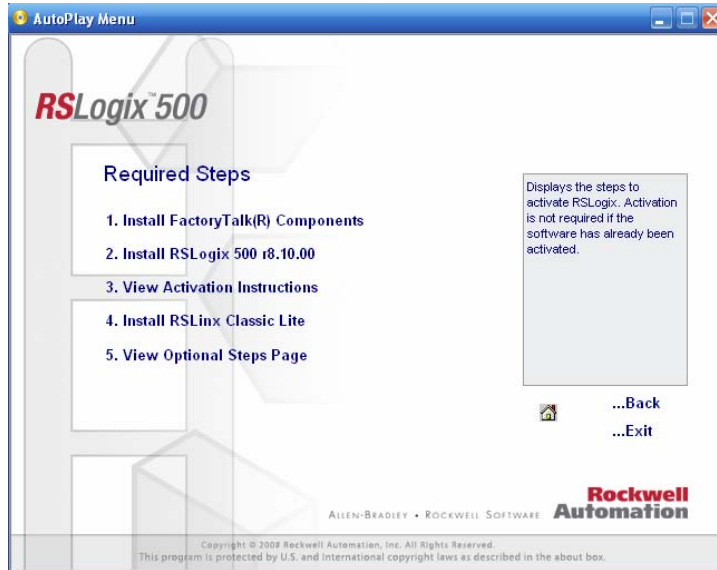 AutoPlay Menu
RSLogix™500
Required Steps
1. Install FactoryTalk(R) Components
2. Install RSLogix 500 r8.10.00
3. View Activation Instructions
4. Install RSLinx Classic Lite
5. View Optional Steps Page
Displays the steps to
activate RSLogix. Activation
is not required if the
software has already been
activated.
...Back
...Exit
Rockwell
Automation
ALLEN-BRADLEY • ROCKWELL SOFTWARE
Copyright © 2008 Rockwell Automation, Inc. All Rights Reserved.
This program is protected by U.S. and International copyright laws as described in the about box.